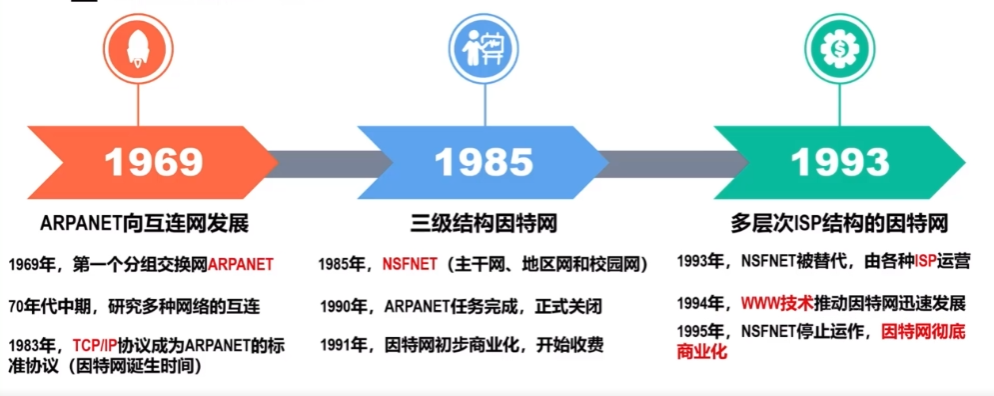 1969
ARPANET向互连网发展
1969年，第一个分组交换网ARPANET
70年代中期，研究多种网络的互连
1983年，TCP/IP协议成为ARPANET的标
准协议（因特网诞生时间）
1985
三级结构因特网
1985年，NSFNET（主干网、地区网和校园网）
1990年，ARPANET任务完成，正式关闭
1991年，因特网初步商业化，开始收费
$
1993
多层次ISP结构的因特网
1993年，NSFNET被替代，由各种ISP运营
1994年，WWW技术推动因特网迅速发展
1995年，NSFNET停止运作，因特网彻底
商业化